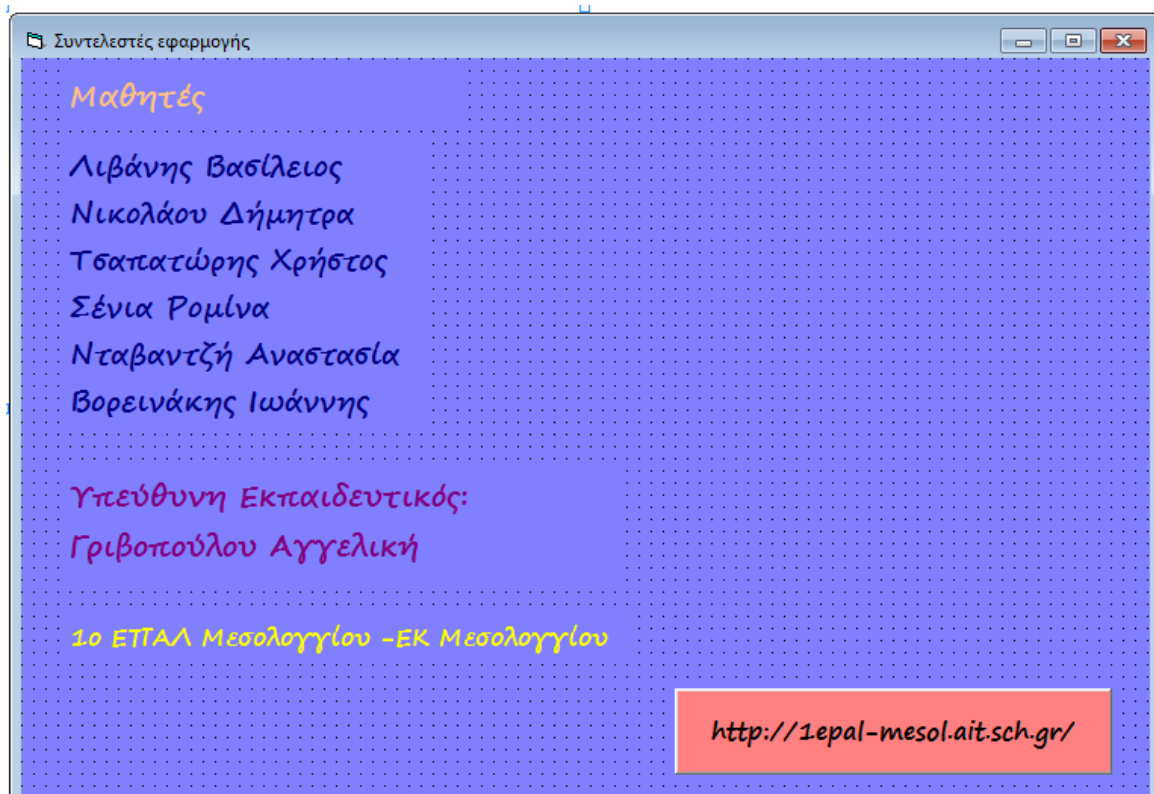 Συντελεστές εφαρμογής
Μαθητές
Λιβάνης Βασίλειος
Νικολάου Δήμητρα
Τσαπατώρης Χρήστος
Σένια Ρομίνα
Νταβαντζή Αναστασία
Βορεινάκης Ιωάννης
Υπεύθυνη Εκπαιδευτικός:
Γριβοπούλου Αγγελική
1ο ΕΠΑΛ Μεσολογγίου -ΕΚ Μεσολογγίου
http://1epal-mesol.ait.sch.gr/